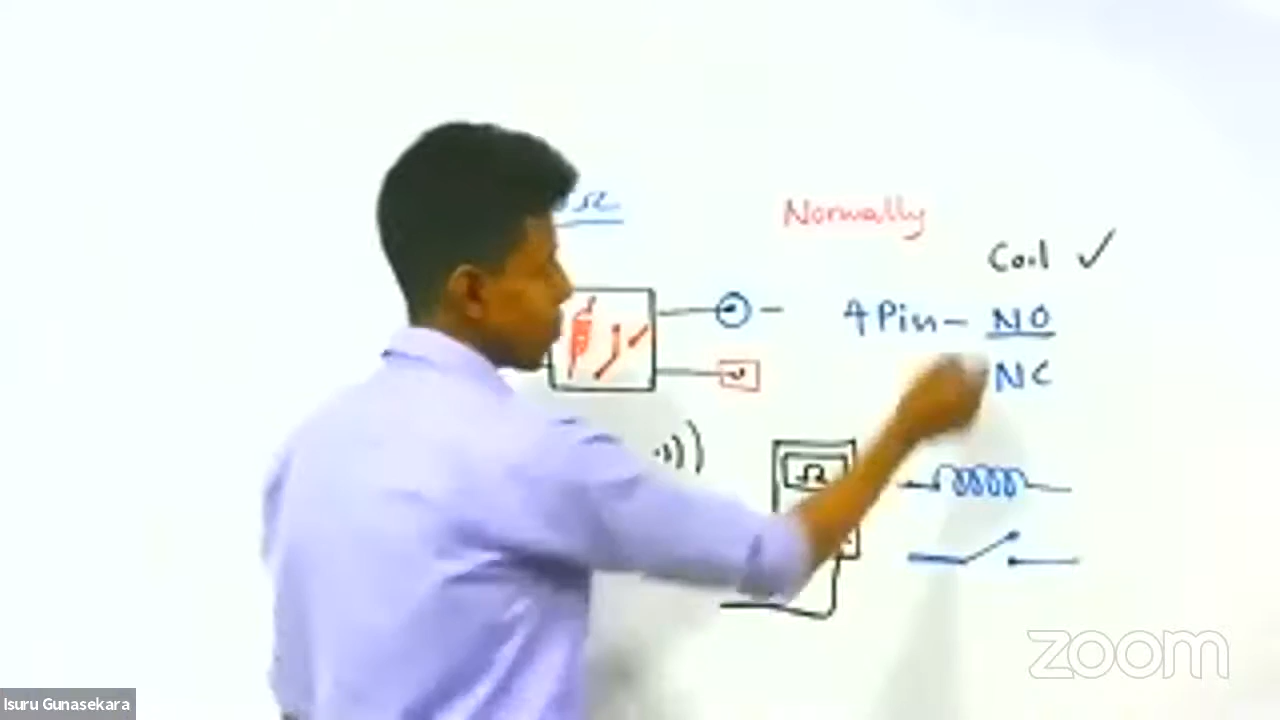 Normally
Coil ✓
4 Pin – NO
NC
Ω
zoom
Isuru Gunasekara